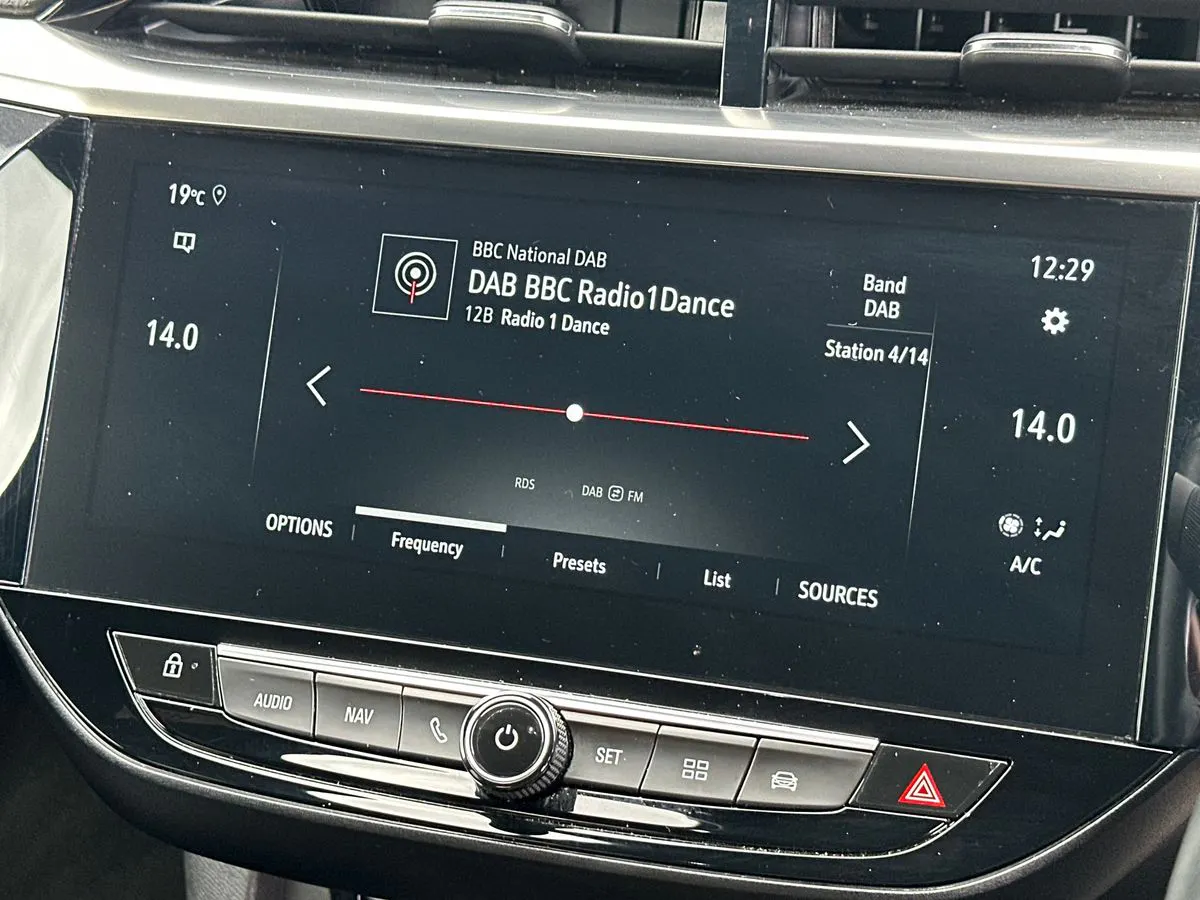 19°C
14.0
BBC National DAB
DAB BBC Radio1Dance
12B Radio 1 Dance
Band
DAB
Station 4/14
12:29
14.0
A/C
RDS
DAB FM
OPTIONS
Frequency
Presets
List
SOURCES
AUDIO
NAV
SET